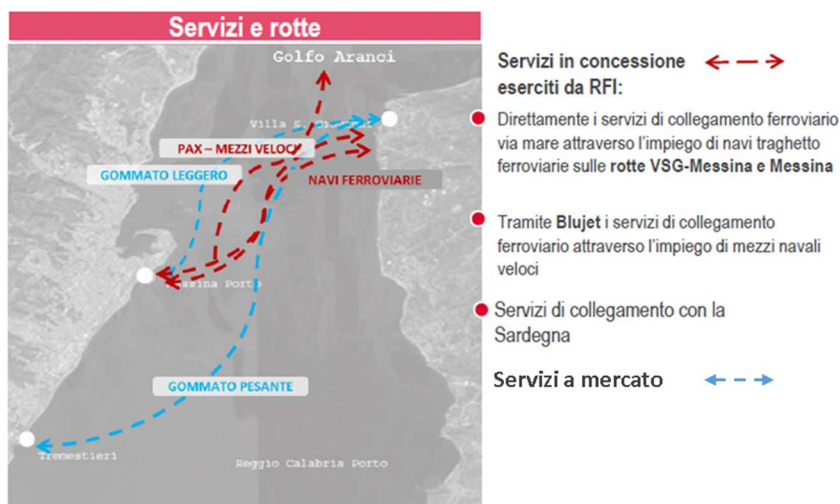 Servizi e rotte
Golfo Aranci
Villa S.
PAX – MEZZI VELOCI
GOMMATO LEGGERO
NAVI FERROVIARIE
Porto
GOMMATO PESANTE
Tremestieri
Reggio Calabria Porto
Servizi in concessione
eserciti da RFI:
Direttamente i servizi di collegamento ferroviario
via mare attraverso l’impiego di navi traghetto
ferroviarie sulle rotte VSG-Messina e Messina
Tramite Blujet i servizi di collegamento
ferroviario attraverso l’impiego di mezzi navali
veloci
Servizi di collegamento con la
Sardegna
Servizi a mercato